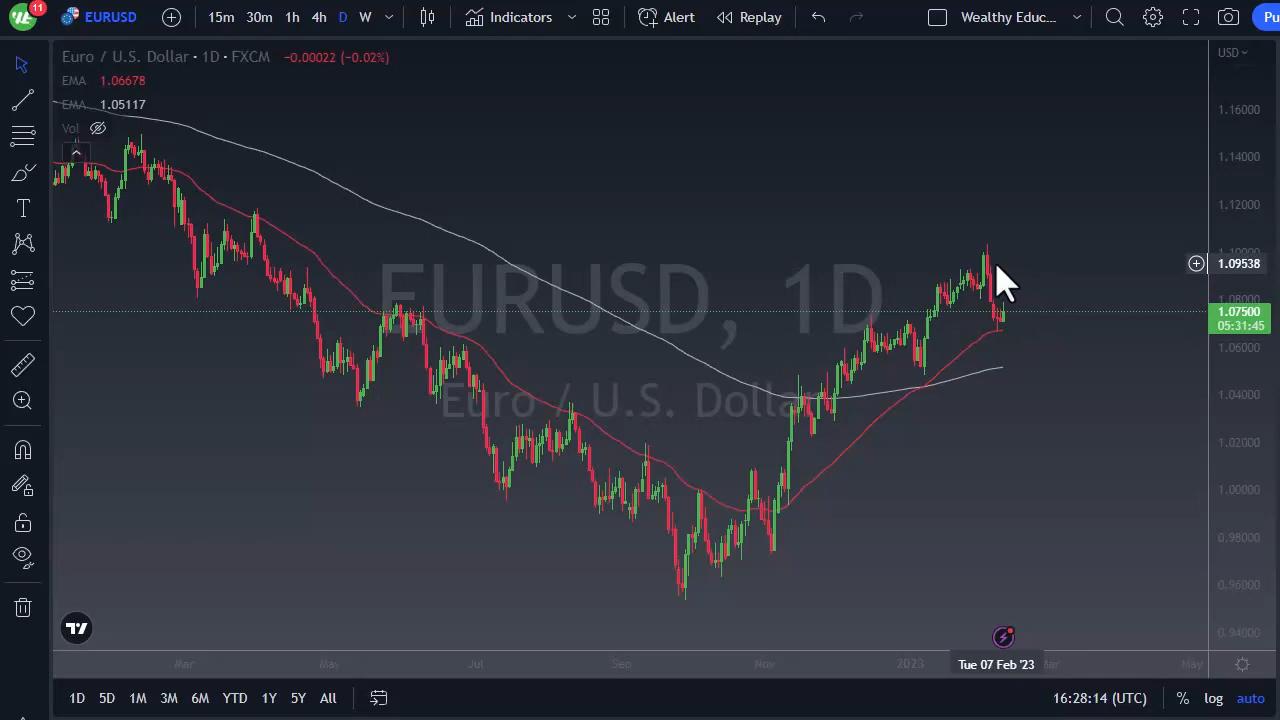 11
EURUSD 15m 30m 1h 4h D W Indicators Alert Replay Wealthy Educ... Pu
Euro / U.S. Dollar · 1D · FXCM −0.00022 (−0.02%)
USD
EMA 1.06678
EMA 1.05117
Vol
EURUSD, 1D
Euro / U.S. Dollar
1.16000
1.14000
1.12000
1.10000
1.09538
1.08000
1.07500
05:31:45
1.06000
1.04000
1.02000
1.00000
0.98000
0.96000
0.94000
Mar May Jul Sep Nov 2023 Mar May
Tue 07 Feb '23
1D 5D 1M 3M 6M YTD 1Y 5Y All 16:28:14 (UTC) % log auto